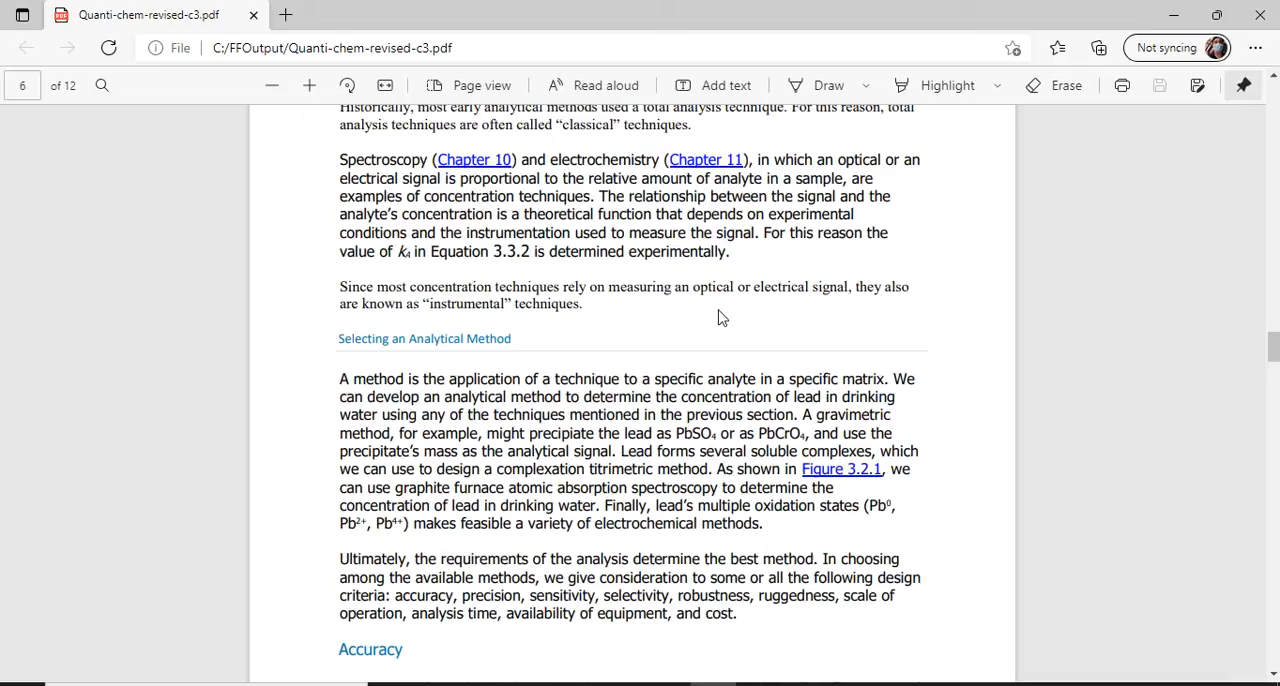 Quanti-chem-revised-c3.pdf
File C:/FFOutput/Quanti-chem-revised-c3.pdf Not syncing
6 of 12 Page view Read aloud Add text Draw Highlight Erase
Historically, most early analytical methods used a total analysis technique. For this reason, total
analysis techniques are often called “classical” techniques.
Spectroscopy (Chapter 10) and electrochemistry (Chapter 11), in which an optical or an
electrical signal is proportional to the relative amount of analyte in a sample, are
examples of concentration techniques. The relationship between the signal and the
analyte’s concentration is a theoretical function that depends on experimental
conditions and the instrumentation used to measure the signal. For this reason the
value of kA in Equation 3.3.2 is determined experimentally.
Since most concentration techniques rely on measuring an optical or electrical signal, they also
are known as “instrumental” techniques.
Selecting an Analytical Method
A method is the application of a technique to a specific analyte in a specific matrix. We
can develop an analytical method to determine the concentration of lead in drinking
water using any of the techniques mentioned in the previous section. A gravimetric
method, for example, might precipiate the lead as PbSO₄ or as PbCrO₄, and use the
precipitate’s mass as the analytical signal. Lead forms several soluble complexes, which
we can use to design a complexation titrimetric method. As shown in Figure 3.2.1, we
can use graphite furnace atomic absorption spectroscopy to determine the
concentration of lead in drinking water. Finally, lead’s multiple oxidation states (Pb⁰,
Pb²⁺, Pb⁴⁺) makes feasible a variety of electrochemical methods.
Ultimately, the requirements of the analysis determine the best method. In choosing
among the available methods, we give consideration to some or all the following design
criteria: accuracy, precision, sensitivity, selectivity, robustness, ruggedness, scale of
operation, analysis time, availability of equipment, and cost.
Accuracy